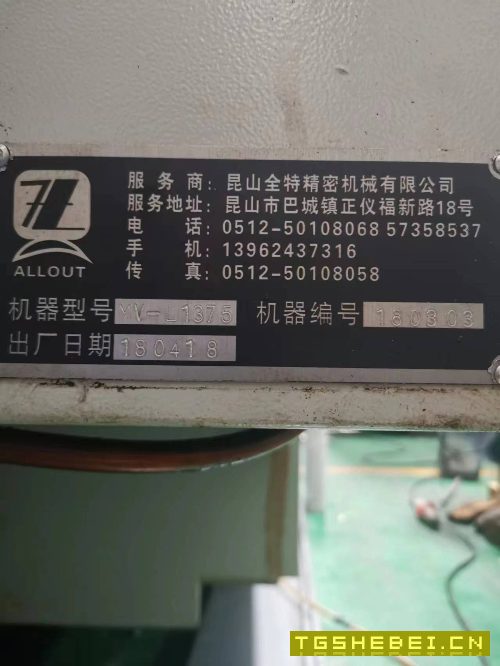 服务商：昆山全特精密机械有限公司
服务地址：昆山市巴城镇正仪福新路18号
电话：0512-50108068 57358537
手机：13962437316
传真：0512-50108058
ALLOUT
机器型号 YV-L1375 机器编号 180303
出厂日期 180418
TGSHEBEI.CN